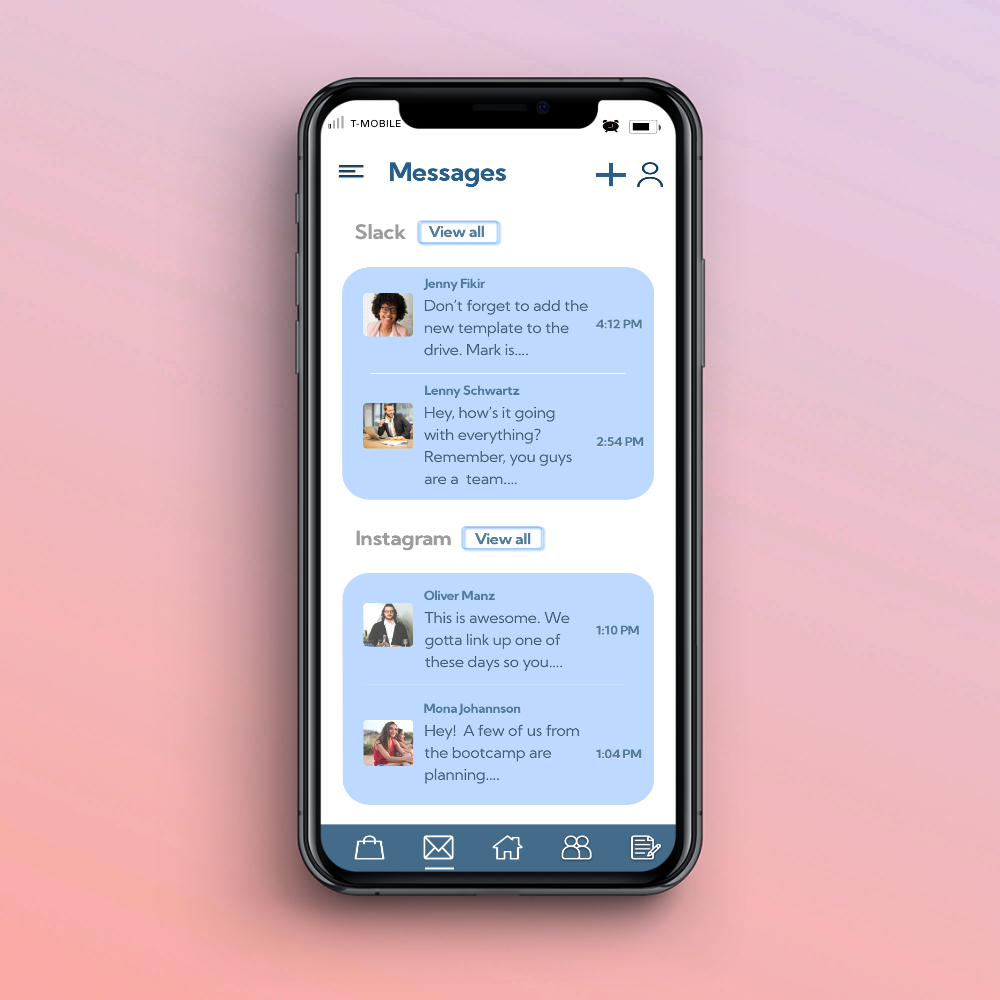 T-MOBILE
Messages
Slack View all
Jenny Fikir
Don't forget to add the
new template to the
drive. Mark is....
4:12 PM
Lenny Schwartz
Hey, how's it going
with everything?
Remember, you guys
are a team....
2:54 PM
Instagram View all
Oliver Manz
This is awesome. We
gotta link up one of
these days so you....
1:10 PM
Mona Johannson
Hey! A few of us from
the bootcamp are
planning....
1:04 PM